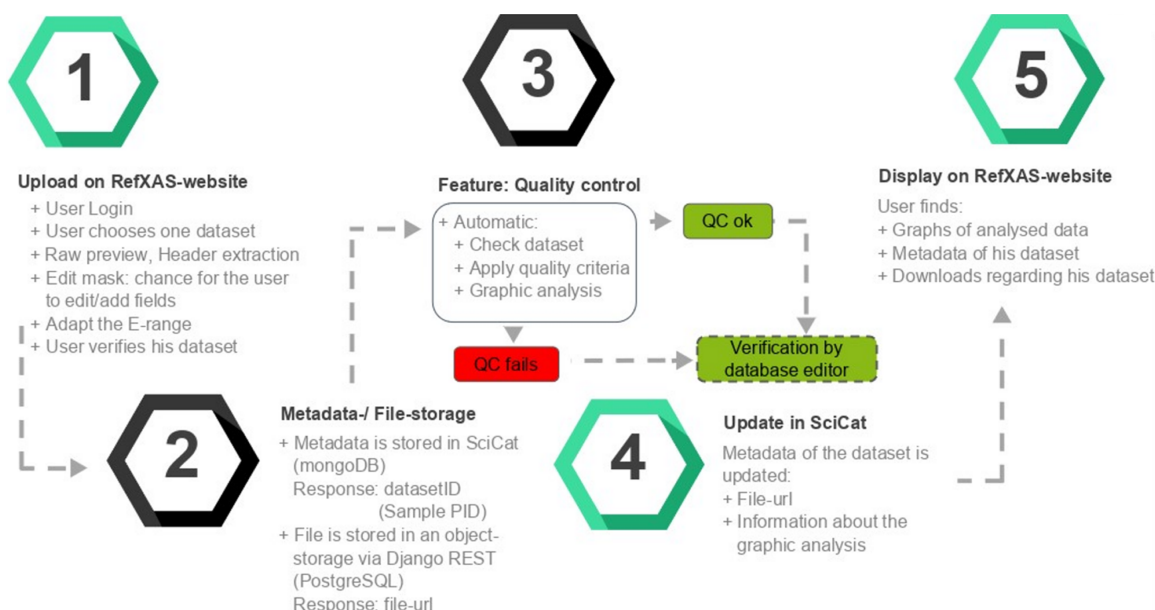 1
Upload on RefXAS-website
+ User Login
+ User chooses one dataset
+ Raw preview, Header extraction
+ Edit mask: chance for the user
to edit/add fields
+ Adapt the E-range
+ User verifies his dataset
2
Metadata-/ File-storage
+ Metadata is stored in SciCat
(mongoDB)
Response: datasetID
(Sample PID)
+ File is stored in an object-
storage via Django REST
(PostgreSQL)
Response: file-url
3
Feature: Quality control
+ Automatic:
+ Check dataset
+ Apply quality criteria
+ Graphic analysis
QC ok
QC fails
Verification by
database editor
4
Update in SciCat
Metadata of the dataset is
updated:
+ File-url
+ Information about the
graphic analysis
5
Display on RefXAS-website
User finds:
+ Graphs of analysed data
+ Metadata of his dataset
+ Downloads regarding his dataset